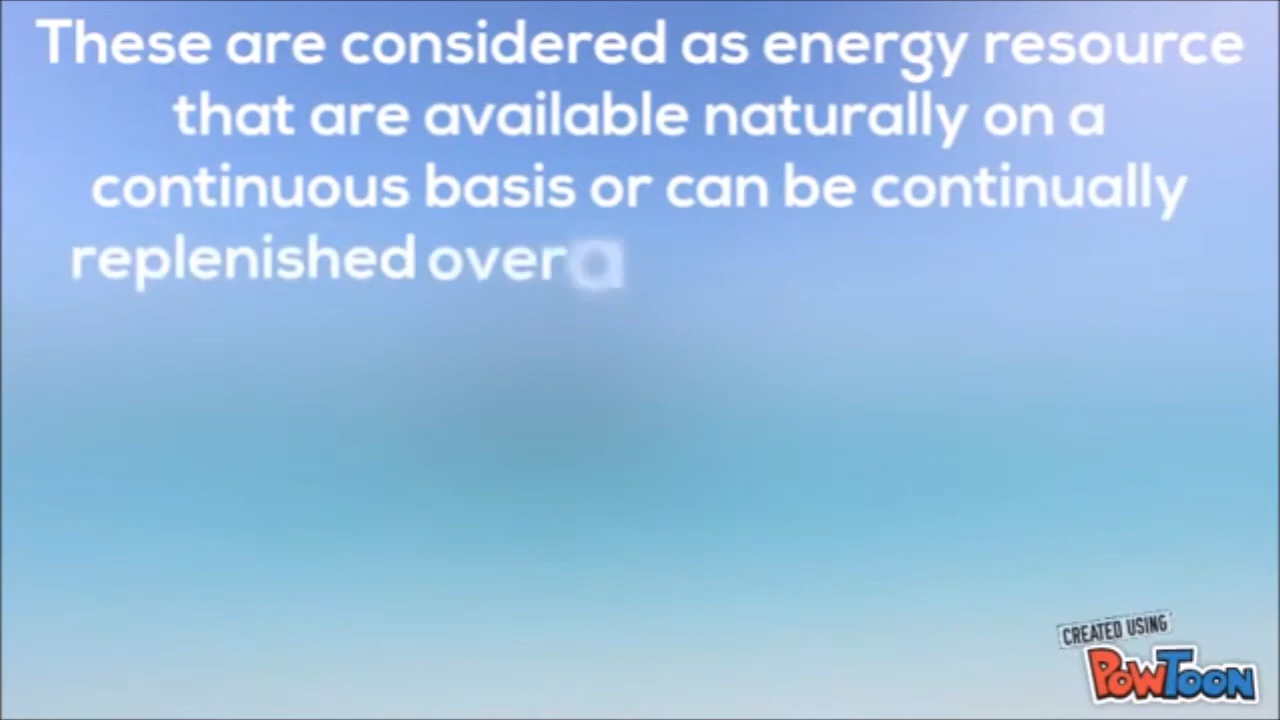 These are considered as energy resource
that are available naturally on a
continuous basis or can be continually
replenished over a
CREATED USING
POWTOON